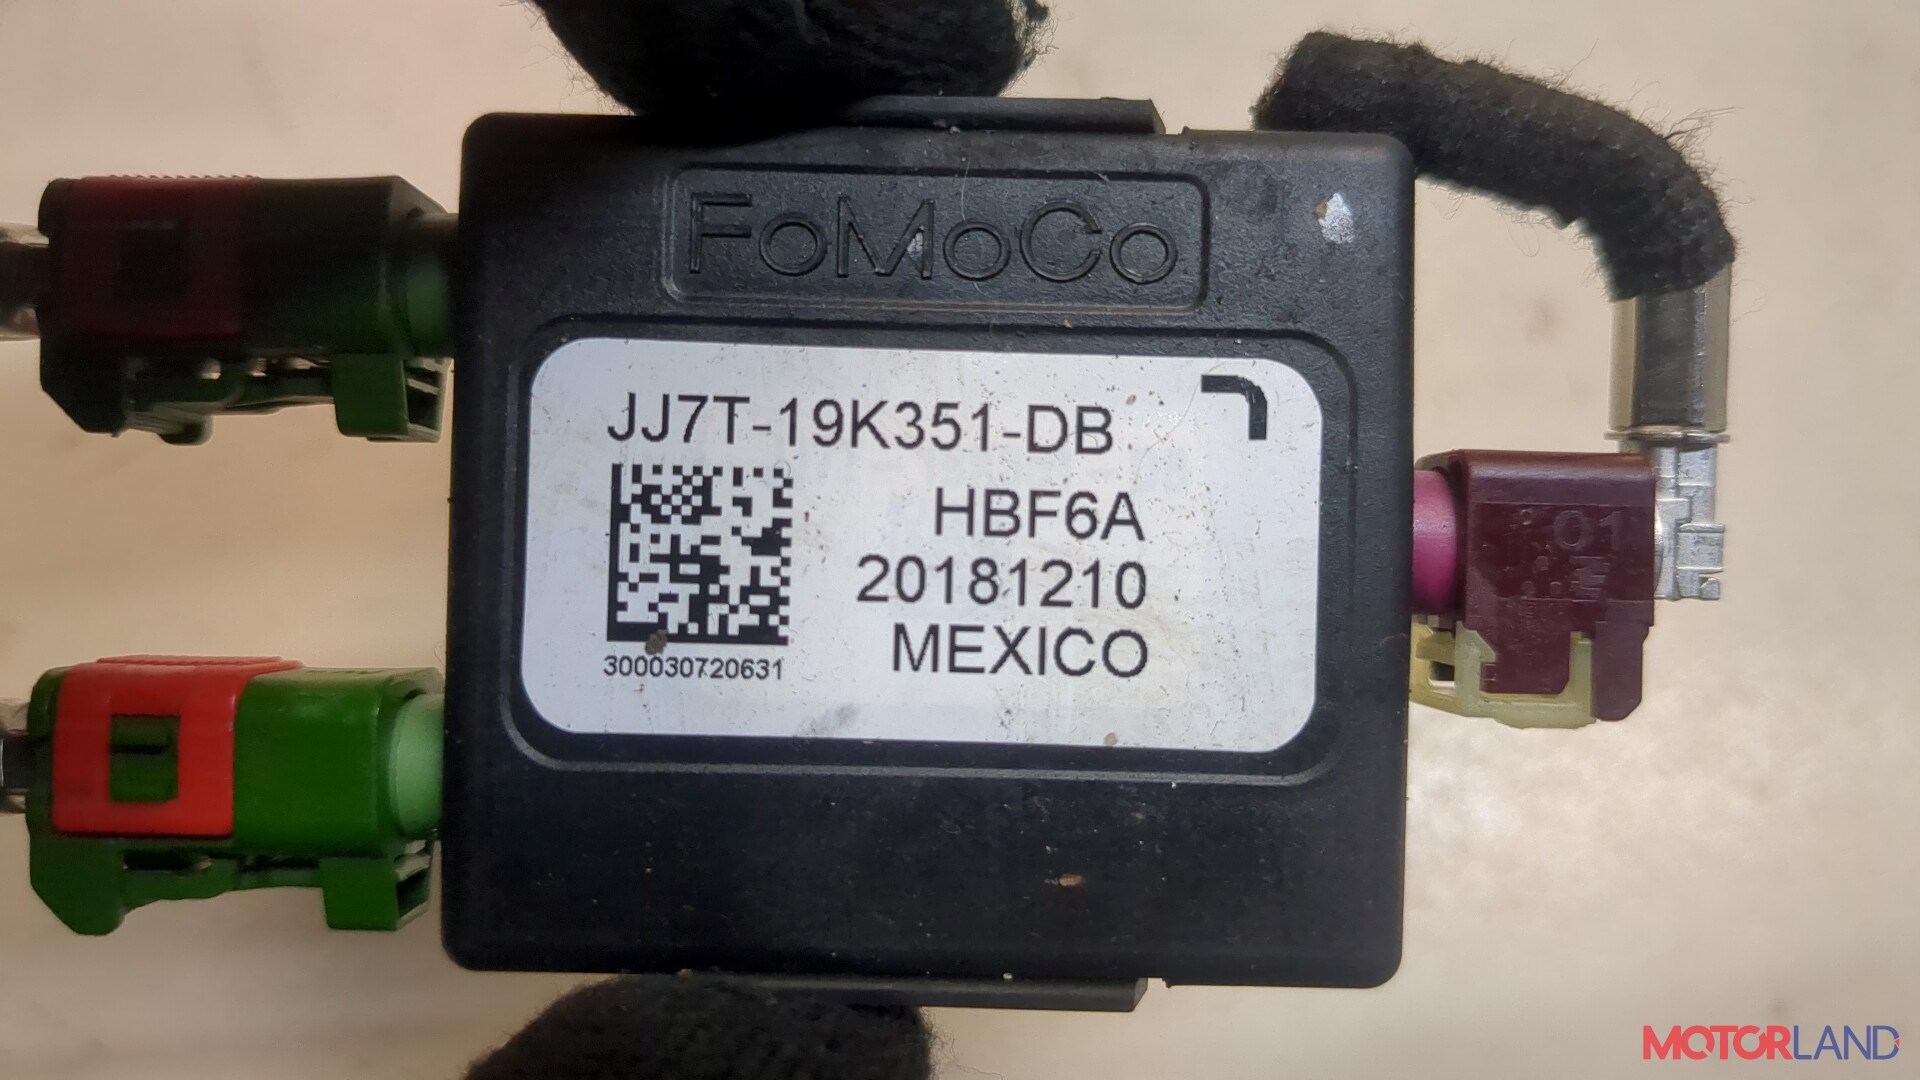 FoMoCo
JJ7T-19K351-DB
HBF6A
20181210
MEXICO
300030720631
01
MOTORLAND